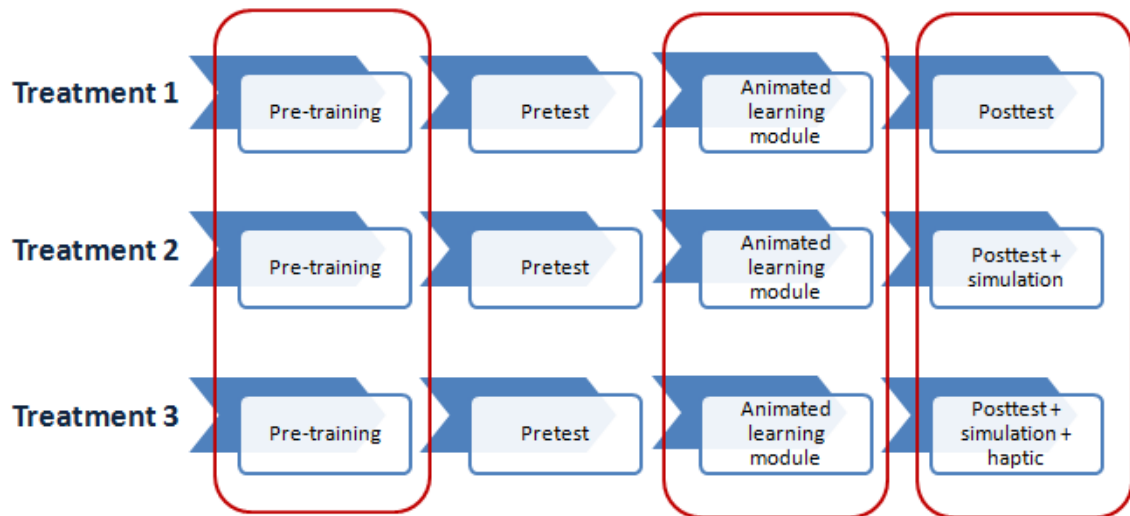 Treatment 1
Pre-training
Pretest
Animated
learning
module
Posttest
Treatment 2
Pre-training
Pretest
Animated
learning
module
Posttest +
simulation
Treatment 3
Pre-training
Pretest
Animated
learning
module
Posttest +
simulation +
haptic